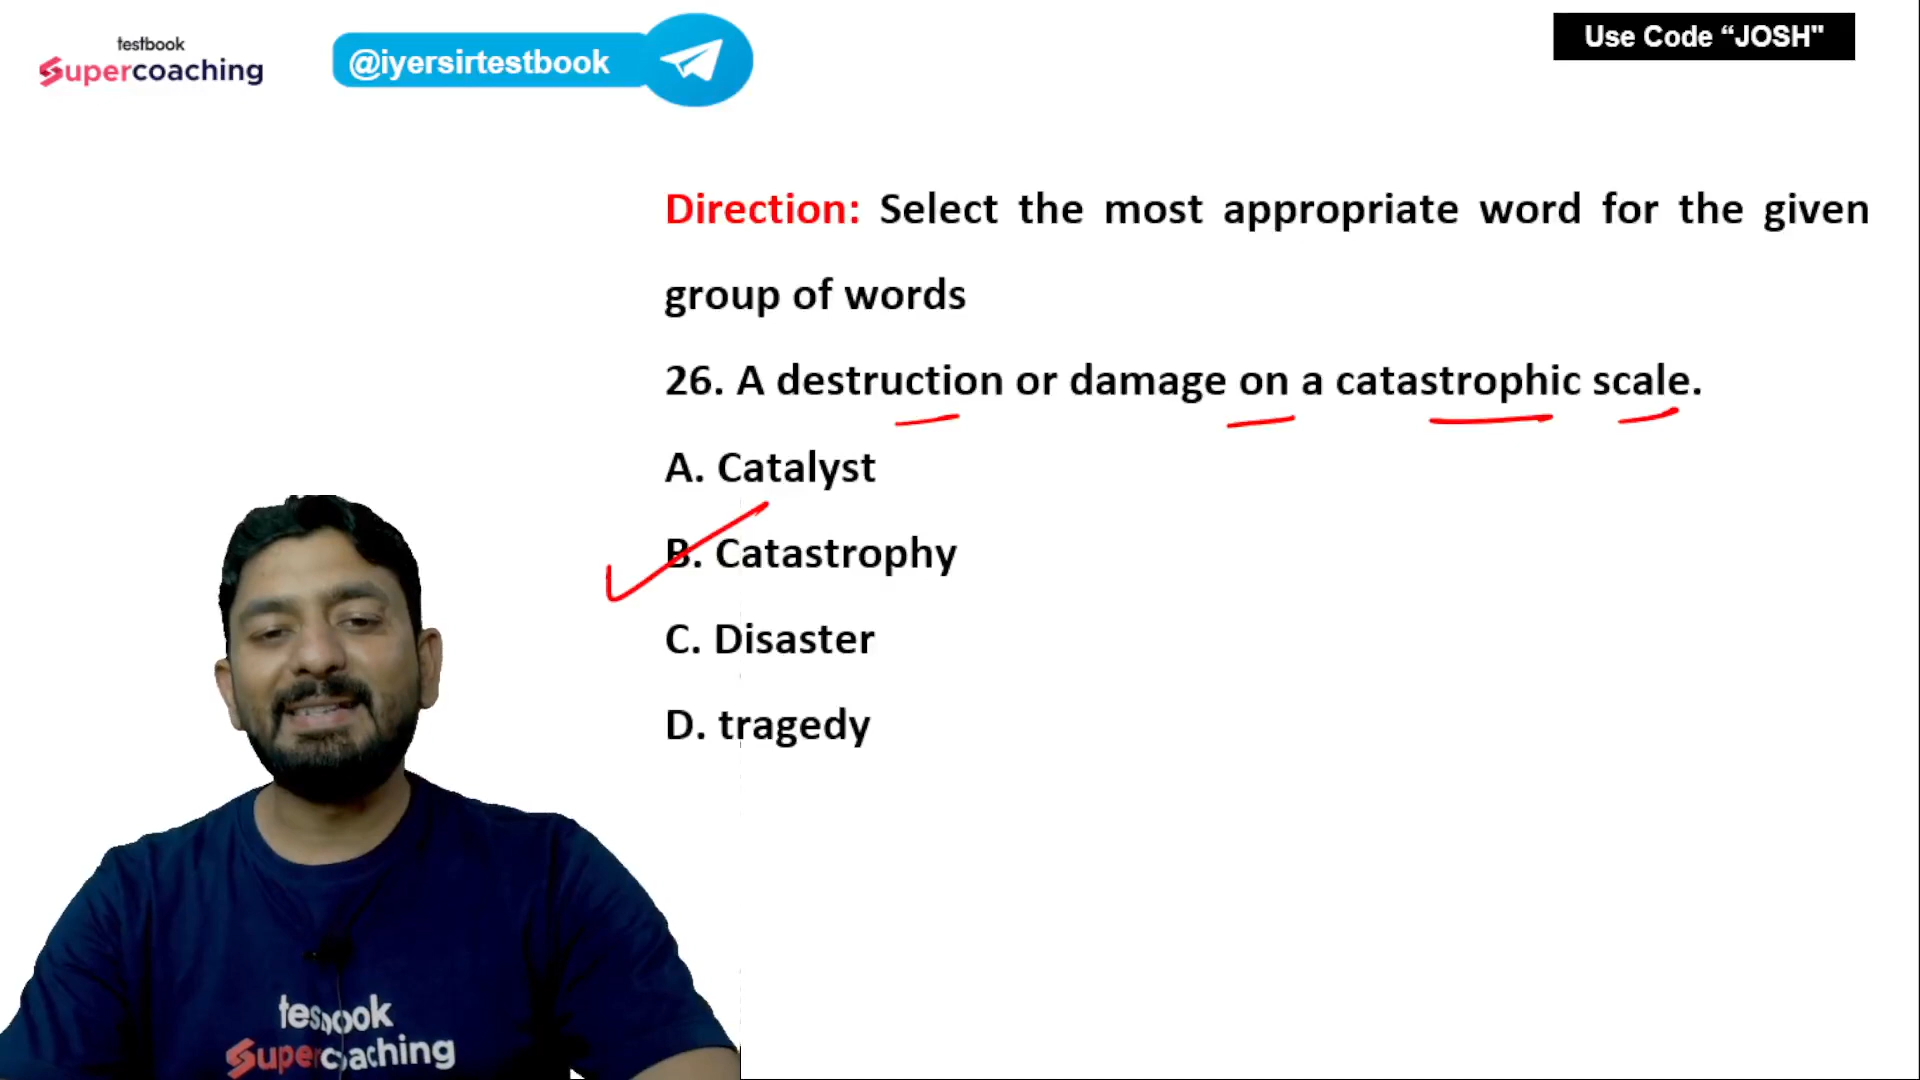 testbook
Supercoaching
@iyersirtestbook
Use Code “JOSH"
Direction: Select the most appropriate word for the given
group of words
26. A destruction or damage on a catastrophic scale.
A. Catalyst
B. Catastrophy
C. Disaster
D. tragedy
testbook
Supercoaching